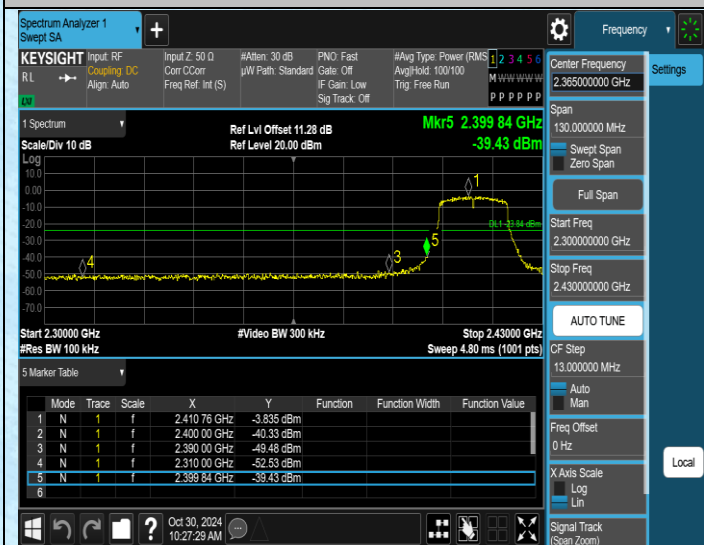 Spectrum Analyzer 1
Swept SA
Frequency
KEYSIGHT
RL
Input: RF
Coupling: DC
Align: Auto
Input Z: 50 Ω
Corr CCorr
Freq Ref: Int (S)
#Atten: 30 dB
µW Path: Standard
PNO: Fast
Gate: Off
IF Gain: Low
Sig Track: Off
#Avg Type: Power (RMS
Avg|Hold: 100/100
Trig: Free Run
1 2 3 4 5 6
M W W W W W
P P P P P P
1 Spectrum
Scale/Div 10 dB
Log
Ref Lvl Offset 11.28 dB
Ref Level 20.00 dBm
Mkr5 2.399 84 GHz
-39.43 dBm
10.0
0.00
-10.0
-20.0
-30.0
-40.0
-50.0
-60.0
-70.0
1
DL1 -23.84 dBm
5
3
4
Start 2.30000 GHz
#Res BW 100 kHz
#Video BW 300 kHz
Stop 2.43000 GHz
Sweep 4.80 ms (1001 pts)
5 Marker Table
Mode Trace Scale X Y Function Function Width Function Value
1 N 1 f 2.410 76 GHz -3.835 dBm
2 N 1 f 2.400 00 GHz -40.33 dBm
3 N 1 f 2.390 00 GHz -49.48 dBm
4 N 1 f 2.310 00 GHz -52.53 dBm
5 N 1 f 2.399 84 GHz -39.43 dBm
6
Oct 30, 2024
10:27:29 AM
Center Frequency
2.365000000 GHz
Span
130.000000 MHz
Swept Span
Zero Span
Full Span
Start Freq
2.300000000 GHz
Stop Freq
2.430000000 GHz
AUTO TUNE
CF Step
13.000000 MHz
Auto
Man
Freq Offset
0 Hz
X Axis Scale
Log
Lin
Signal Track
(Span Zoom)
Settings
Local